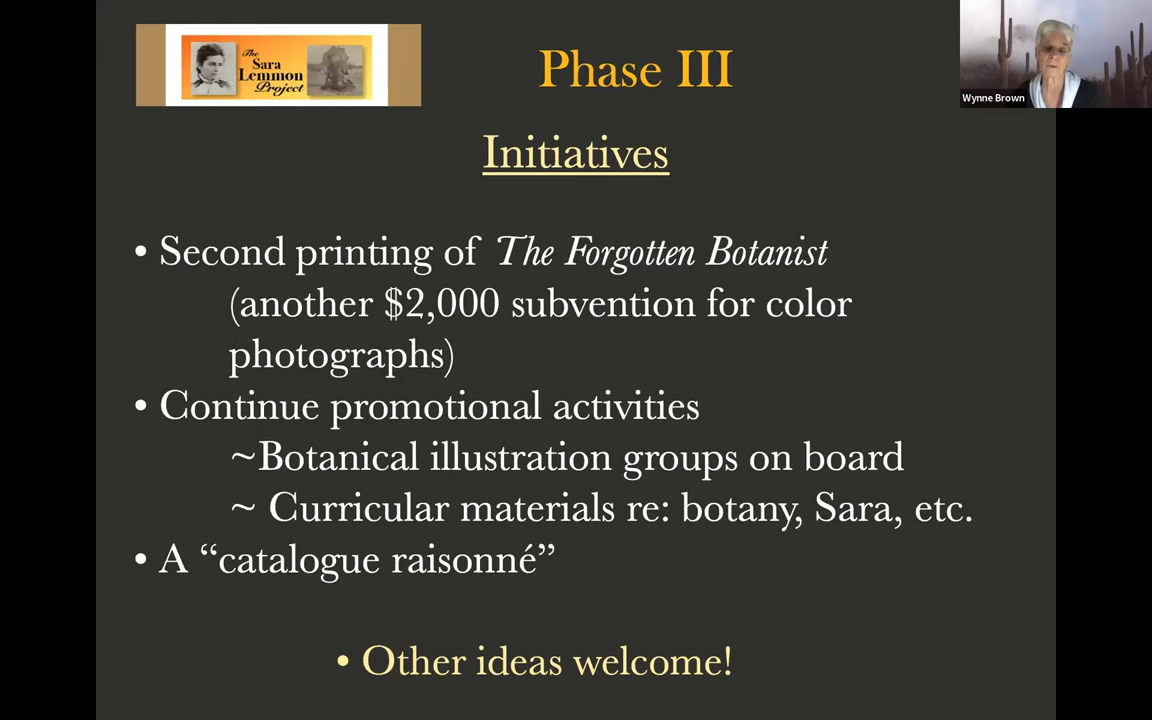 The
Sara
Lemmon
Project
Phase III
Wynne Brown
Initiatives
• Second printing of The Forgotten Botanist
(another $2,000 subvention for color
photographs)
• Continue promotional activities
~Botanical illustration groups on board
~ Curricular materials re: botany, Sara, etc.
• A “catalogue raisonné”
• Other ideas welcome!